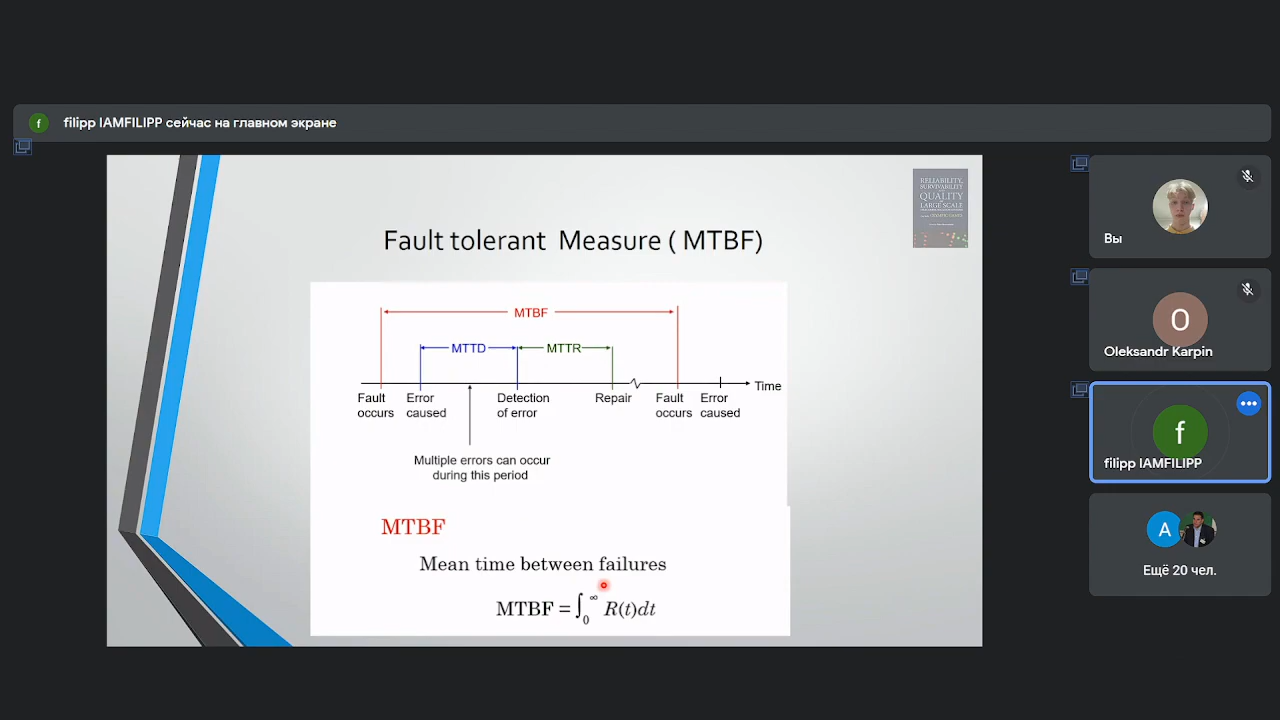 filipp IAMFILIPP сейчас на главном экране
RELIABILITY,
SURVIVABILITY
QUALITY
LARGE SCALE
Fault tolerant Measure ( MTBF)
MTBF
MTTD
MTTR
Time
Fault
occurs
Error
caused
Detection
of error
Repair
Fault
occurs
Error
caused
Multiple errors can occur
during this period
MTBF
Mean time between failures
MTBF = ∫₀^∞ R(t)dt
Вы
O
Oleksandr Karpin
f
filipp IAMFILIPP
A
Ещё 20 чел.
f